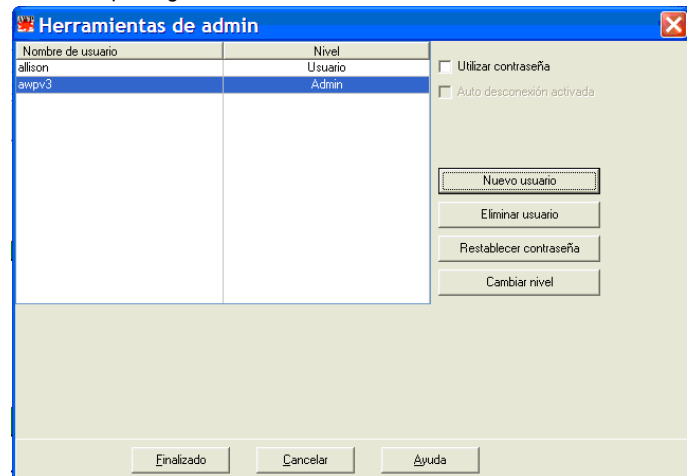 Herramientas de admin
Nombre de usuario Nivel
allison Usuario
awpv3 Admin
Utilizar contraseña
Auto desconexión activada
Nuevo usuario
Eliminar usuario
Restablecer contraseña
Cambiar nivel
Finalizado Cancelar Ayuda